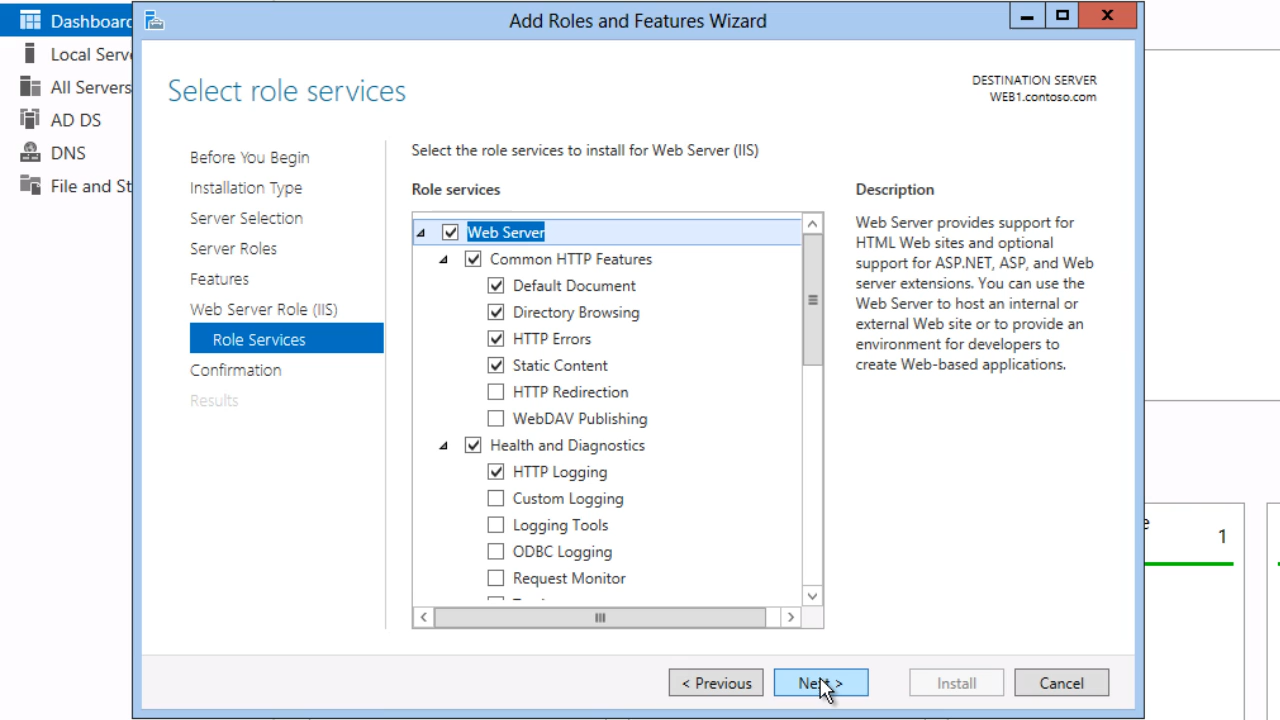 Dashboard
Local Serve
All Servers
AD DS
DNS
File and St
Add Roles and Features Wizard
Select role services
DESTINATION SERVER
WEB1.contoso.com
Before You Begin
Installation Type
Server Selection
Server Roles
Features
Web Server Role (IIS)
Role Services
Confirmation
Results
Select the role services to install for Web Server (IIS)
Role services
Web Server
Common HTTP Features
Default Document
Directory Browsing
HTTP Errors
Static Content
HTTP Redirection
WebDAV Publishing
Health and Diagnostics
HTTP Logging
Custom Logging
Logging Tools
ODBC Logging
Request Monitor
Description
Web Server provides support for
HTML Web sites and optional
support for ASP.NET, ASP, and Web
server extensions. You can use the
Web Server to host an internal or
external Web site or to provide an
environment for developers to
create Web-based applications.
e 1
< Previous
Next >
Install
Cancel